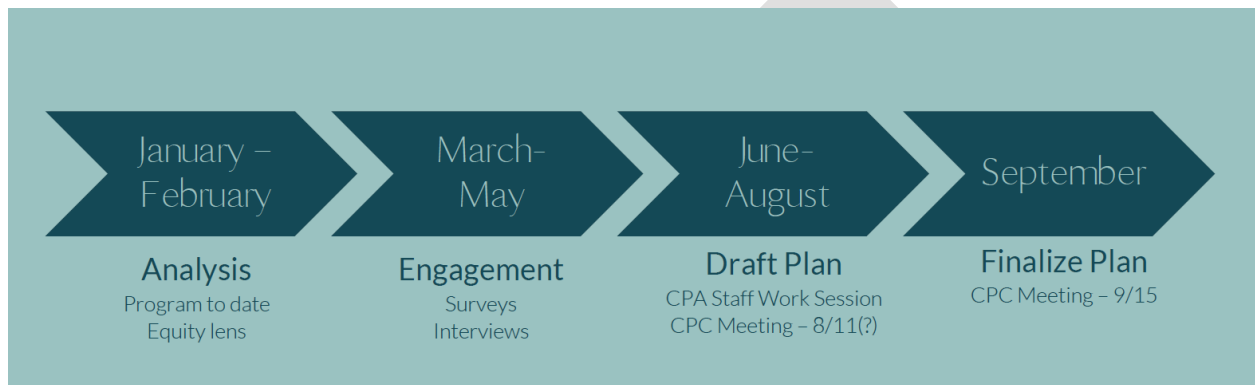 January –
February
Analysis
Program to date
Equity lens
March-
May
Engagement
Surveys
Interviews
June-
August
Draft Plan
CPA Staff Work Session
CPC Meeting – 8/11(?)
September
Finalize Plan
CPC Meeting – 9/15